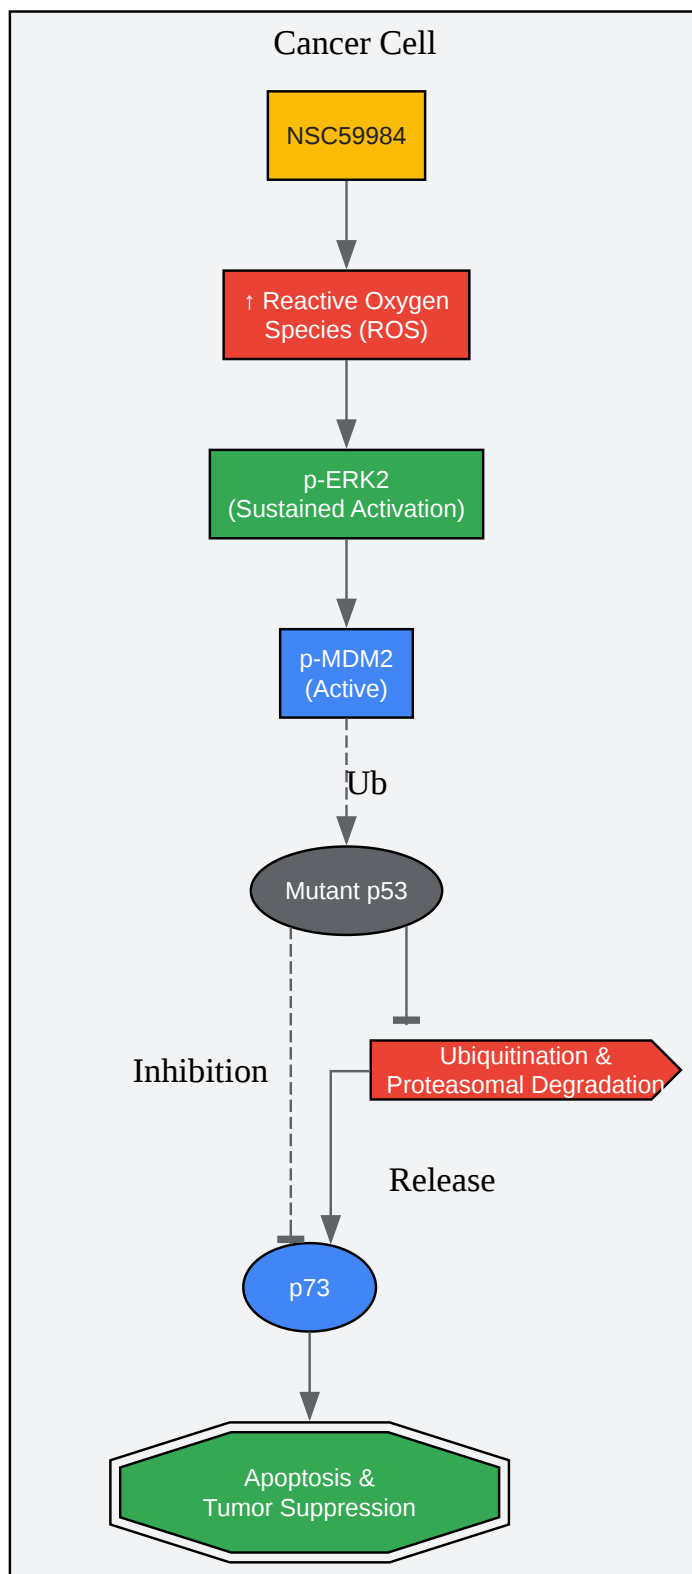 Cancer Cell
NSC59984
↑ Reactive Oxygen
Species (ROS)
p-ERK2
(Sustained Activation)
p-MDM2
(Active)
Ub
Mutant p53
Ubiquitination &
Proteasomal Degradation
Inhibition
Release
p73
Apoptosis &
Tumor Suppression